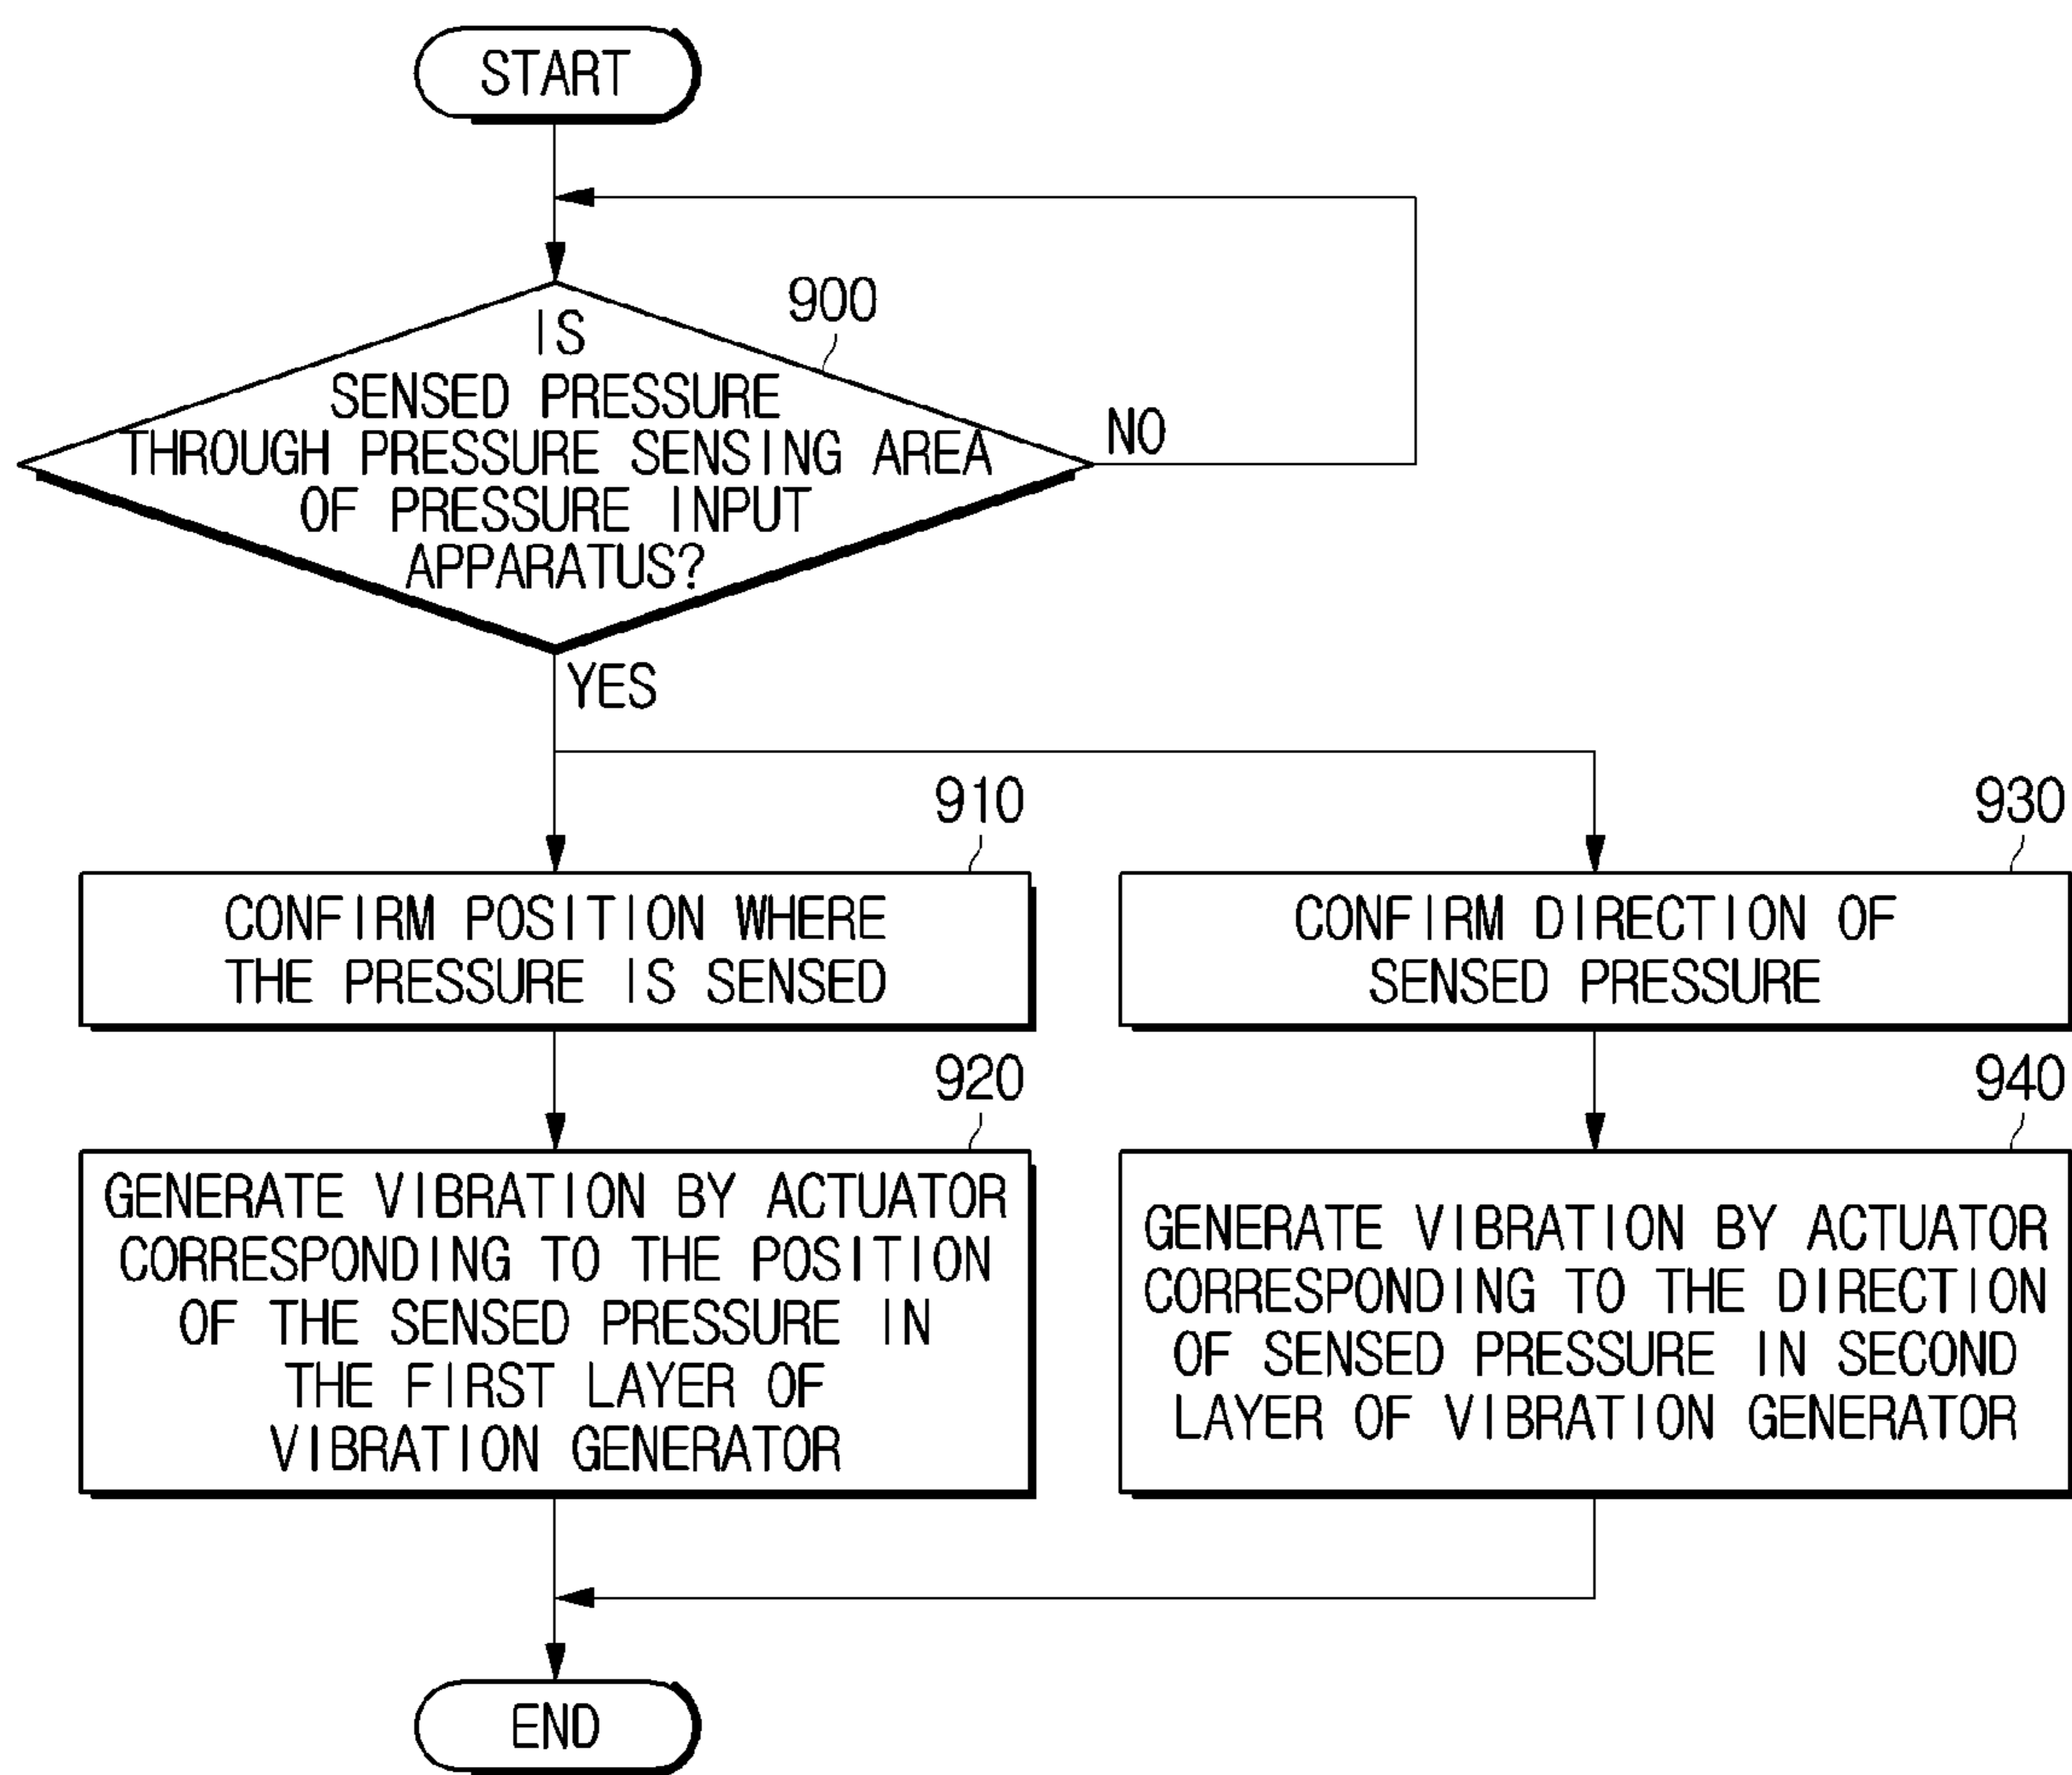 START
900
IS
SENSED PRESSURE
THROUGH PRESSURE SENSING AREA
OF PRESSURE INPUT
APPARATUS?
NO
YES
910
CONFIRM POSITION WHERE
THE PRESSURE IS SENSED
920
GENERATE VIBRATION BY ACTUATOR
CORRESPONDING TO THE POSITION
OF THE SENSED PRESSURE IN
THE FIRST LAYER OF
VIBRATION GENERATOR
930
CONFIRM DIRECTION OF
SENSED PRESSURE
940
GENERATE VIBRATION BY ACTUATOR
CORRESPONDING TO THE DIRECTION
OF SENSED PRESSURE IN SECOND
LAYER OF VIBRATION GENERATOR
END